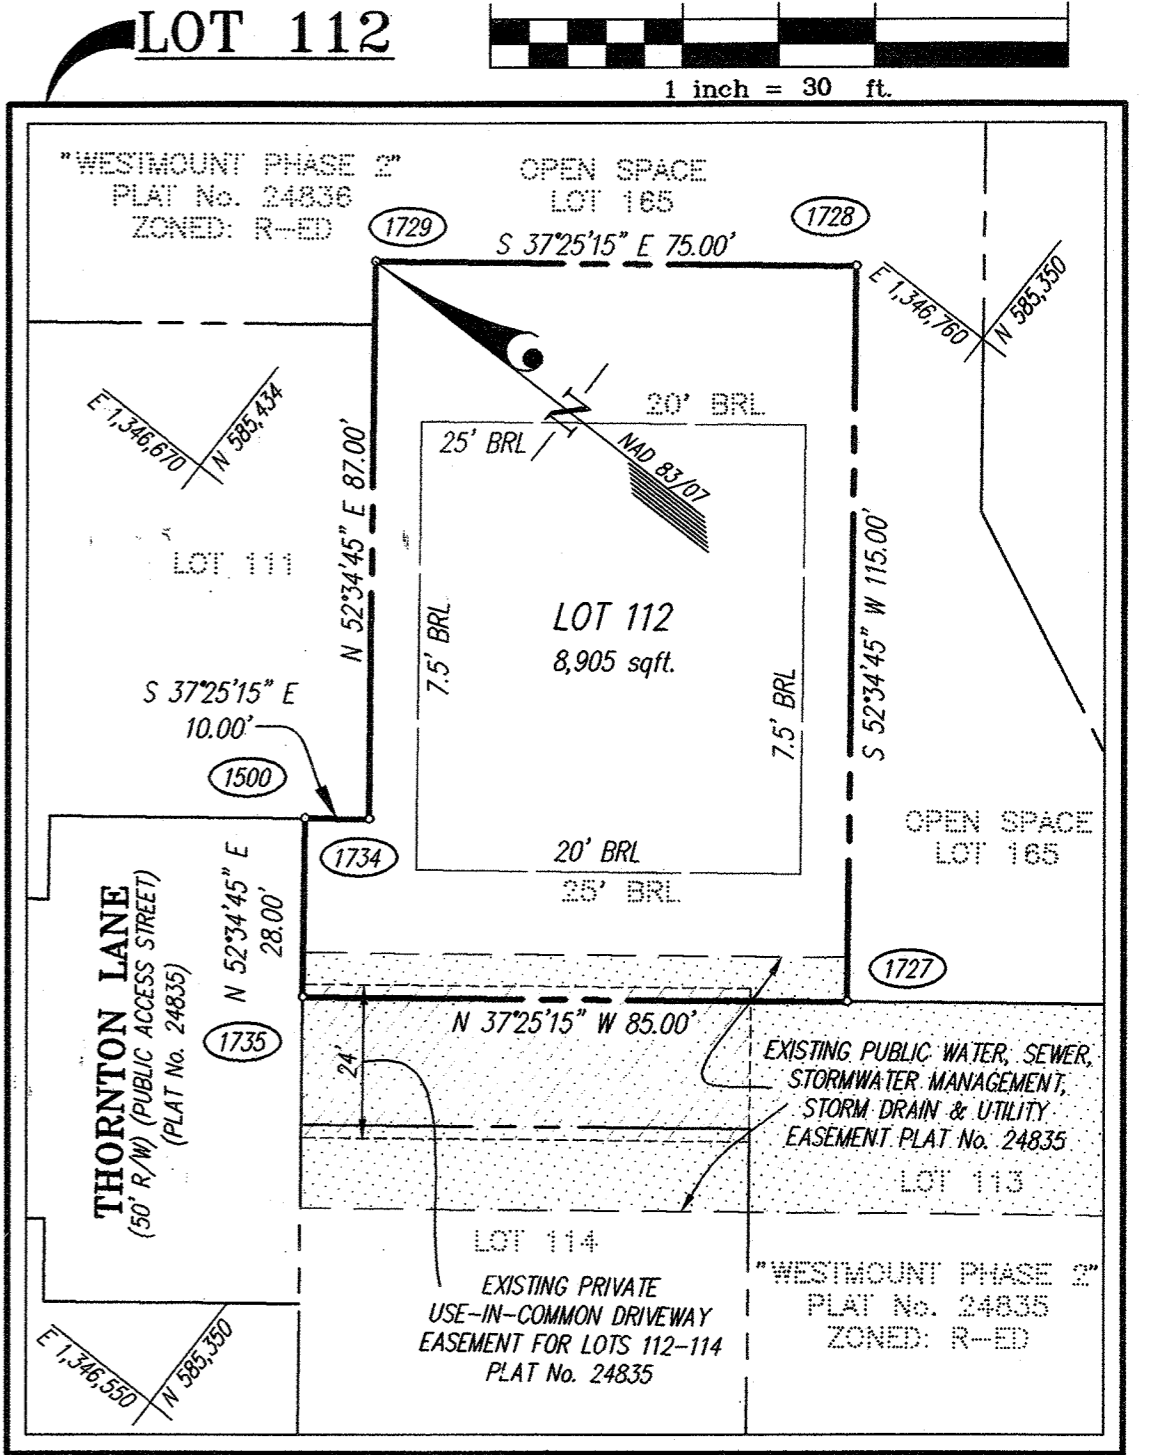 LOT 112
1 inch = 30 ft.
"WESTMOUNT PHASE 2"
PLAT No. 24836
ZONED: R-ED
OPEN SPACE
LOT 165
1729
1728
S 37°25'15" E 75.00'
E 1,346,760
N 585,350
E 1,346,670
N 585,434
20' BRL
25' BRL
NAD 83/07
N 52°34'45" E 87.00'
LOT 111
7.5' BRL
LOT 112
8,905 sqft.
7.5' BRL
S 52°34'45" W 115.00'
S 37°25'15" E
10.00'
1500
1734
20' BRL
25' BRL
OPEN SPACE
LOT 165
THORNTON LANE
(50' R/W) (PUBLIC ACCESS STREET)
(PLAT No. 24835)
N 52°34'45" E
28.00'
1727
1735
N 37°25'15" W 85.00'
24'
EXISTING PUBLIC WATER, SEWER,
STORMWATER MANAGEMENT,
STORM DRAIN & UTILITY
EASEMENT PLAT No. 24835
LOT 113
LOT 114
EXISTING PRIVATE
USE-IN-COMMON DRIVEWAY
EASEMENT FOR LOTS 112-114
PLAT No. 24835
"WESTMOUNT PHASE 2"
PLAT No. 24835
ZONED: R-ED
E 1,346,550
N 585,350